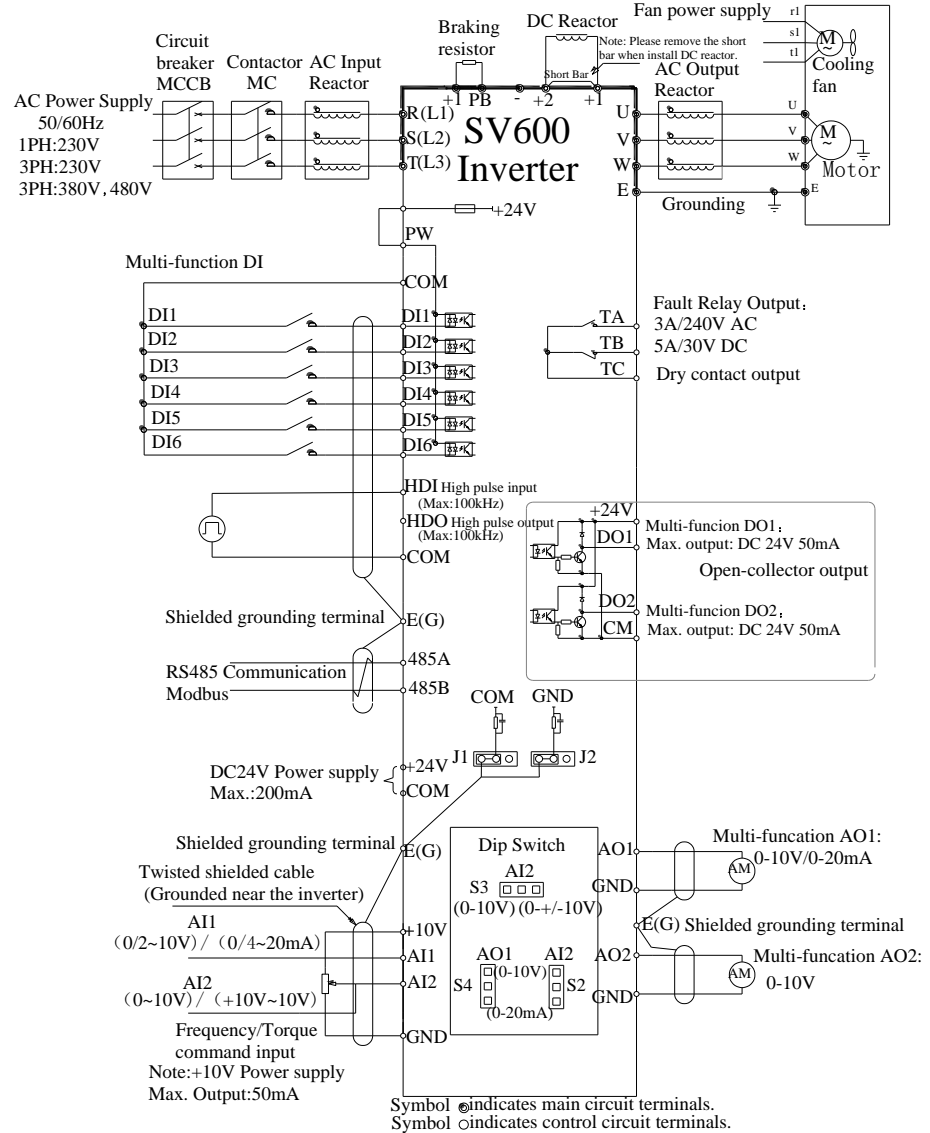 Fan power supply
r1
s1
t1
M
~
Cooling
fan
DC Reactor
Note: Please remove the short
bar when install DC reactor.
Short Bar
Braking
resistor
Circuit
breaker
MCCB
Contactor
MC
AC Input
Reactor
AC Output
Reactor
+1 PB - +2 +1
AC Power Supply
50/60Hz
1PH:230V
3PH:230V
3PH:380V, 480V
R(L1)
S(L2)
T(L3)
SV600
Inverter
U
V
W
E
U
V
W
E
M
~
Motor
Grounding
+24V
PW
Multi-function DI
COM
DI1
DI2
DI3
DI4
DI5
DI6
DI1
DI2
DI3
DI4
DI5
DI6
TA
TB
TC
Fault Relay Output:
3A/240V AC
5A/30V DC
Dry contact output
HDI High pulse input
(Max:100kHz)
HDO High pulse output
(Max:100kHz)
COM
+24V
DO1
Multi-funcion DO1:
Max. output: DC 24V 50mA
Open-collector output
DO2
CM
Multi-funcion DO2:
Max. output: DC 24V 50mA
Shielded grounding terminal
E(G)
RS485 Communication
Modbus
485A
485B
COM
GND
J1
J2
DC24V Power supply
Max.:200mA
+24V
COM
Shielded grounding terminal
E(G)
Twisted shielded cable
(Grounded near the inverter)
AI1
(0/2~10V)/ (0/4~20mA)
AI2
(0~10V)/ (+10V~10V)
Frequency/Torque
command input
Note:+10V Power supply
Max. Output:50mA
+10V
AI1
AI2
GND
Dip Switch
AI2
S3
(0-10V) (0-+/-10V)
AO1
AI2
(0-10V)
S4
S2
(0-20mA)
AO1
GND
AM
Multi-funcation AO1:
0-10V/0-20mA
E(G) Shielded grounding terminal
AO2
GND
AM
Multi-funcation AO2:
0-10V
Symbol indicates main circuit terminals.
Symbol indicates control circuit terminals.